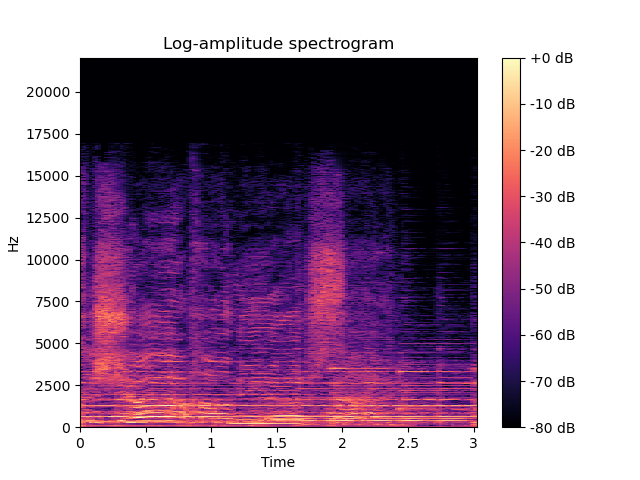 Log-amplitude spectrogram
Hz
20000
17500
15000
12500
10000
7500
5000
2500
0
0 0.5 1 1.5 2 2.5 3
Time
+0 dB
-10 dB
-20 dB
-30 dB
-40 dB
-50 dB
-60 dB
-70 dB
-80 dB